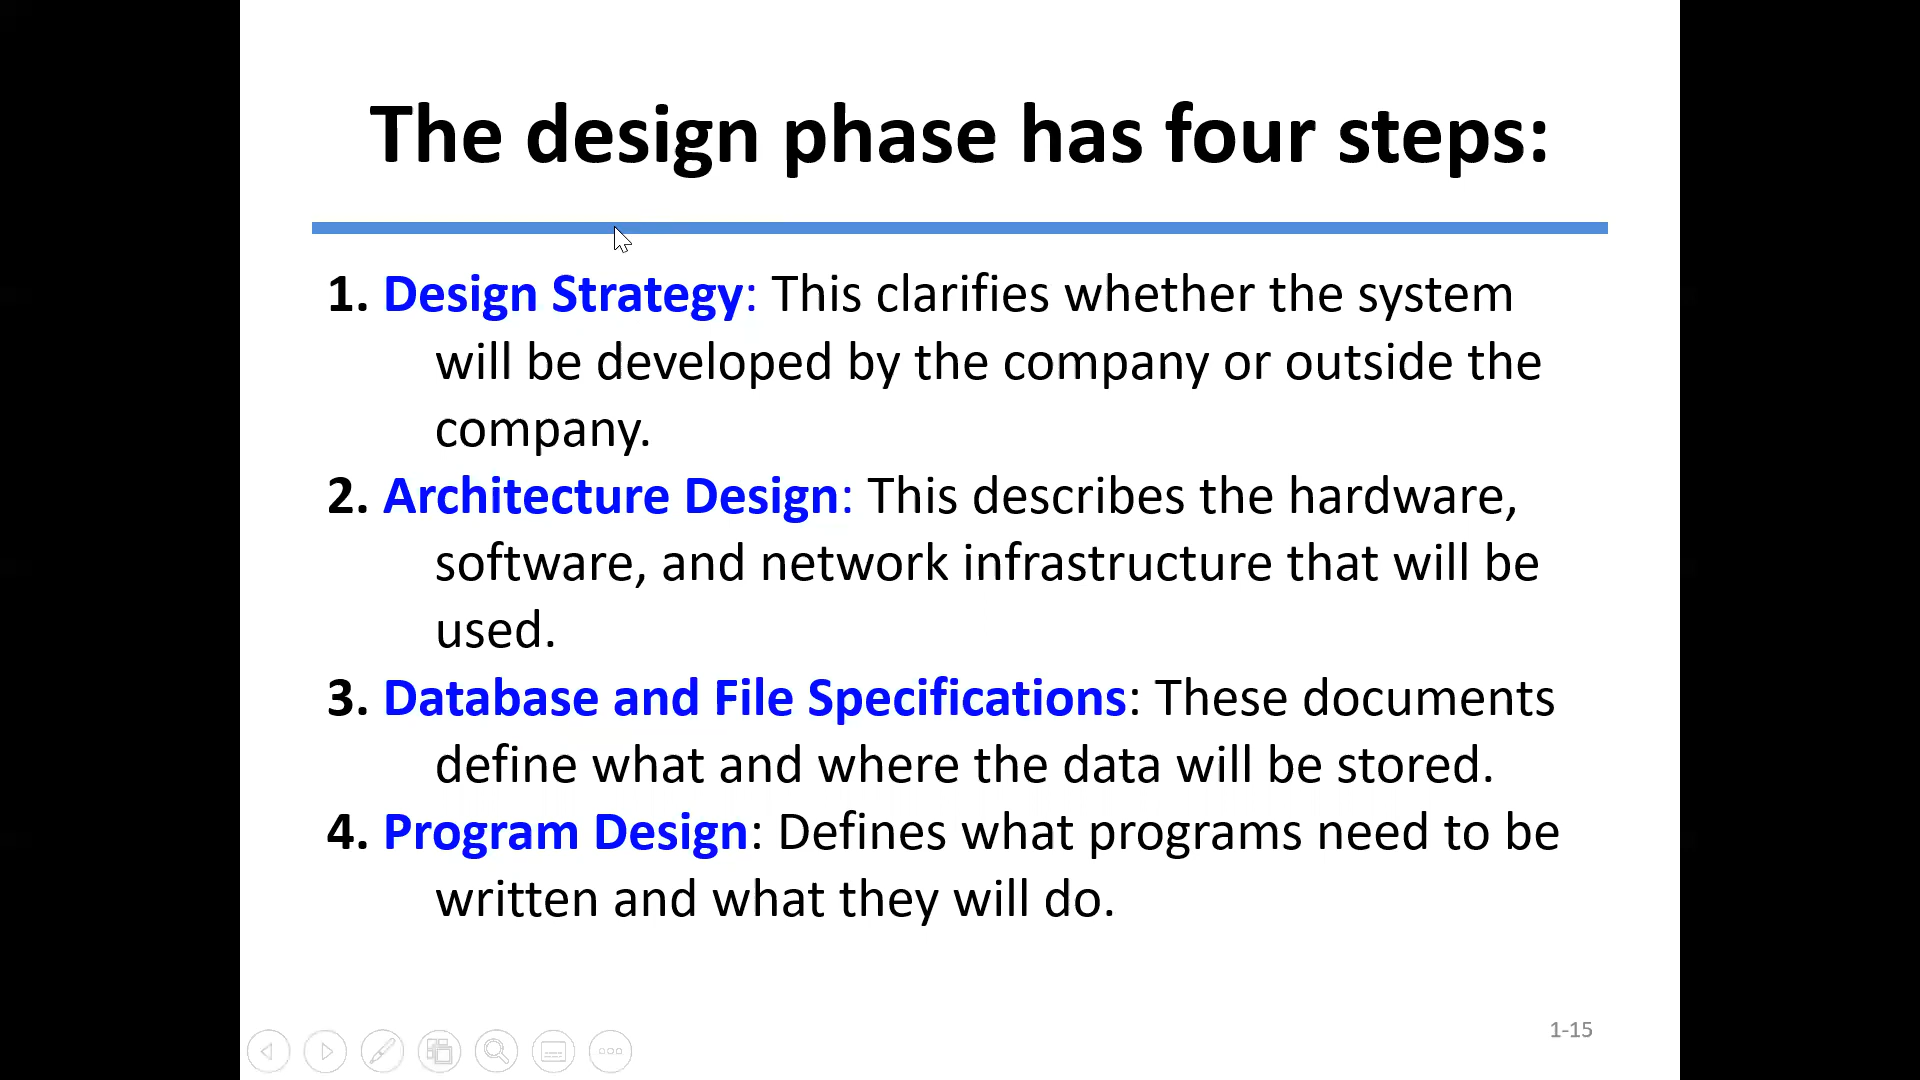 The design phase has four steps:
1. Design Strategy: This clarifies whether the system
will be developed by the company or outside the
company.
2. Architecture Design: This describes the hardware,
software, and network infrastructure that will be
used.
3. Database and File Specifications: These documents
define what and where the data will be stored.
4. Program Design: Defines what programs need to be
written and what they will do.
1-15